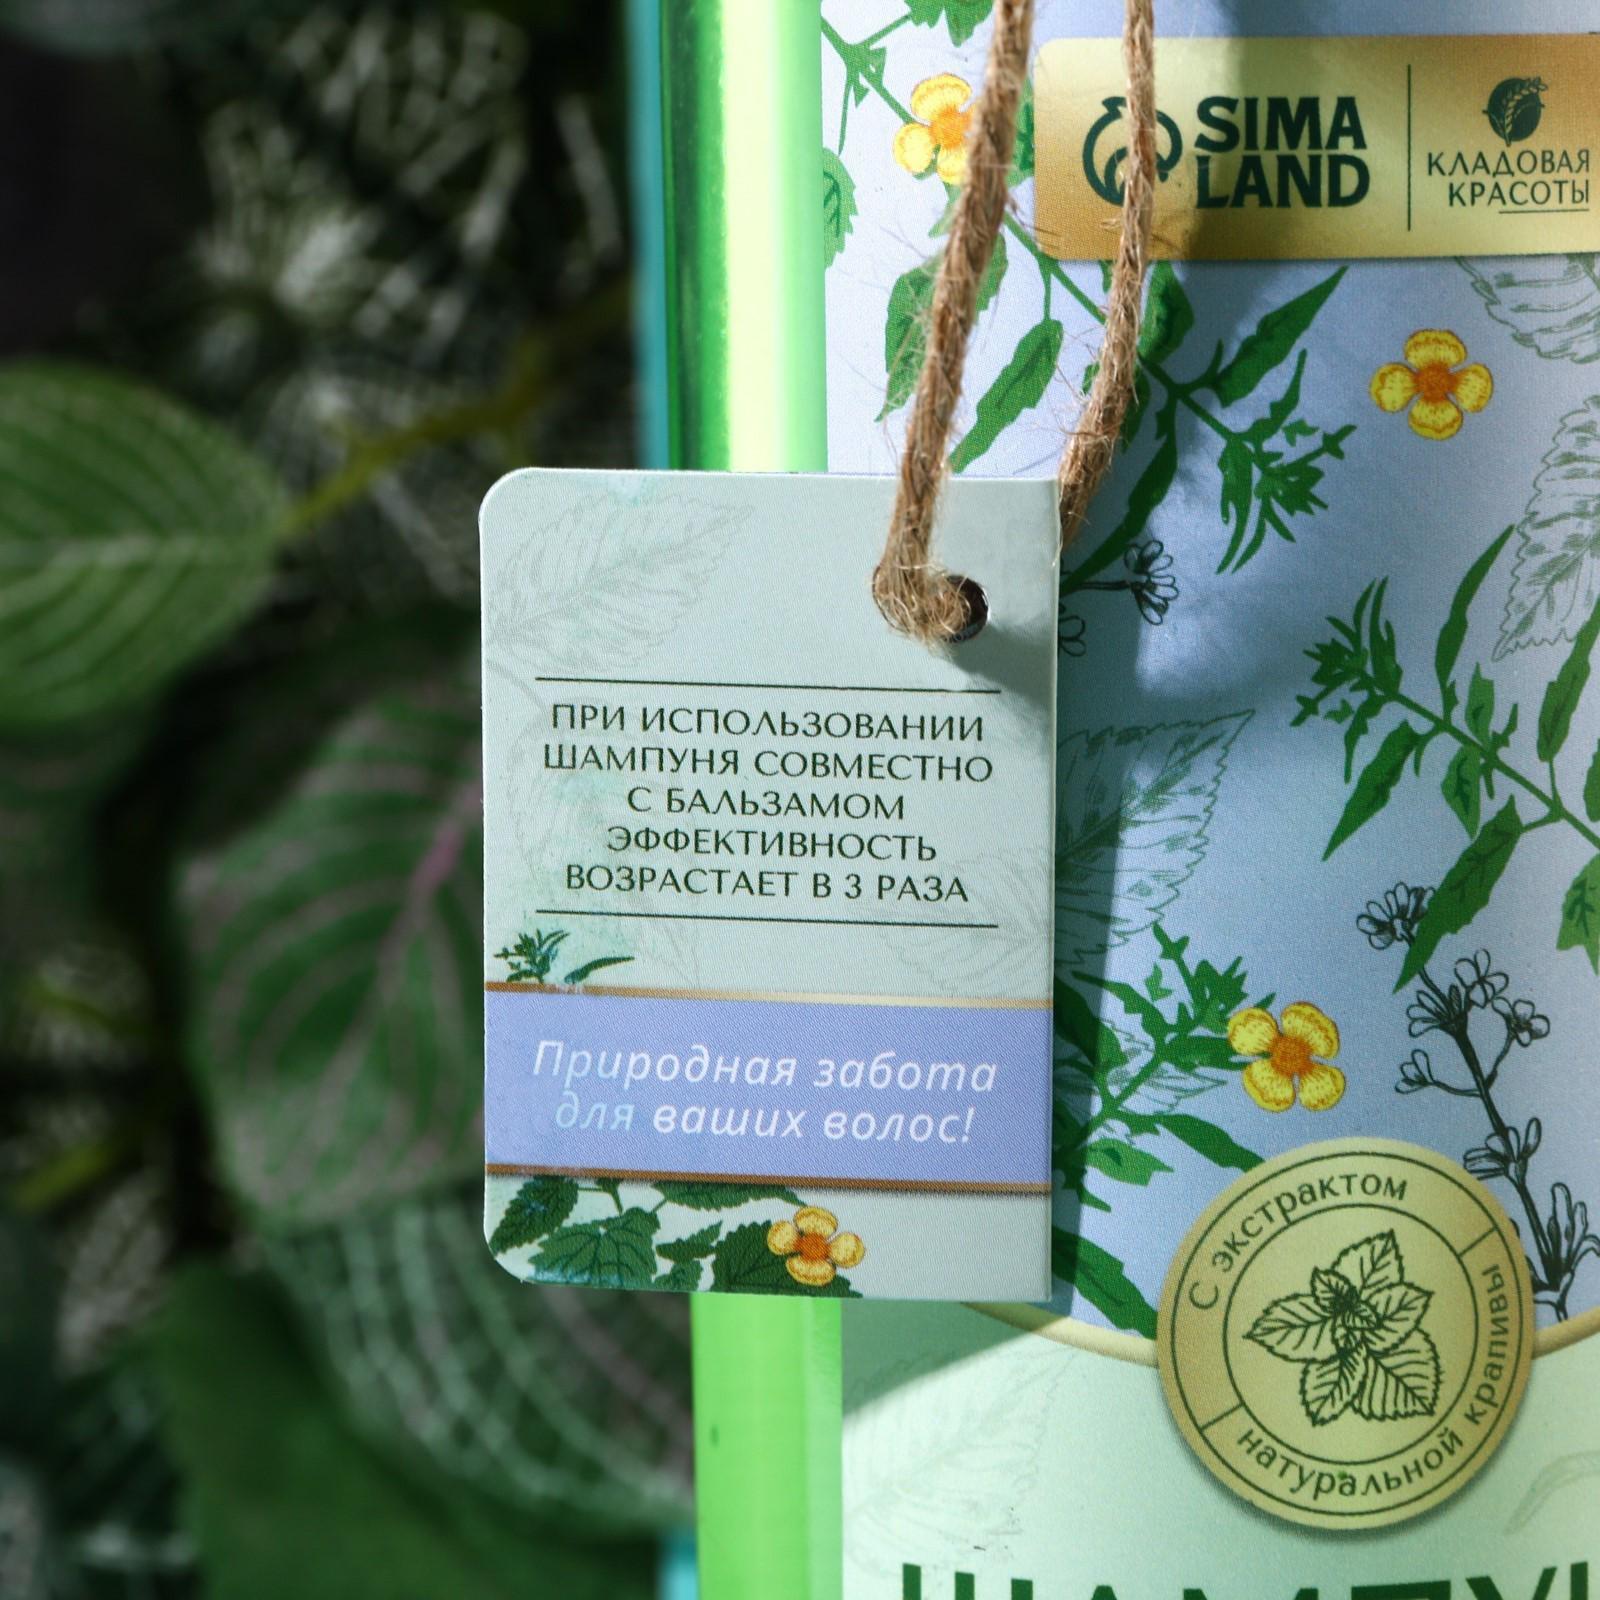 SIMA
LAND
КЛАДОВАЯ
КРАСОТЫ
ПРИ ИСПОЛЬЗОВАНИИ
ШАМПУНЯ СОВМЕСТНО
С БАЛЬЗАМОМ
ЭФФЕКТИВНОСТЬ
ВОЗРАСТАЕТ В 3 РАЗА
Природная забота
для ваших волос!
С экстрактом
натуральной крапивы